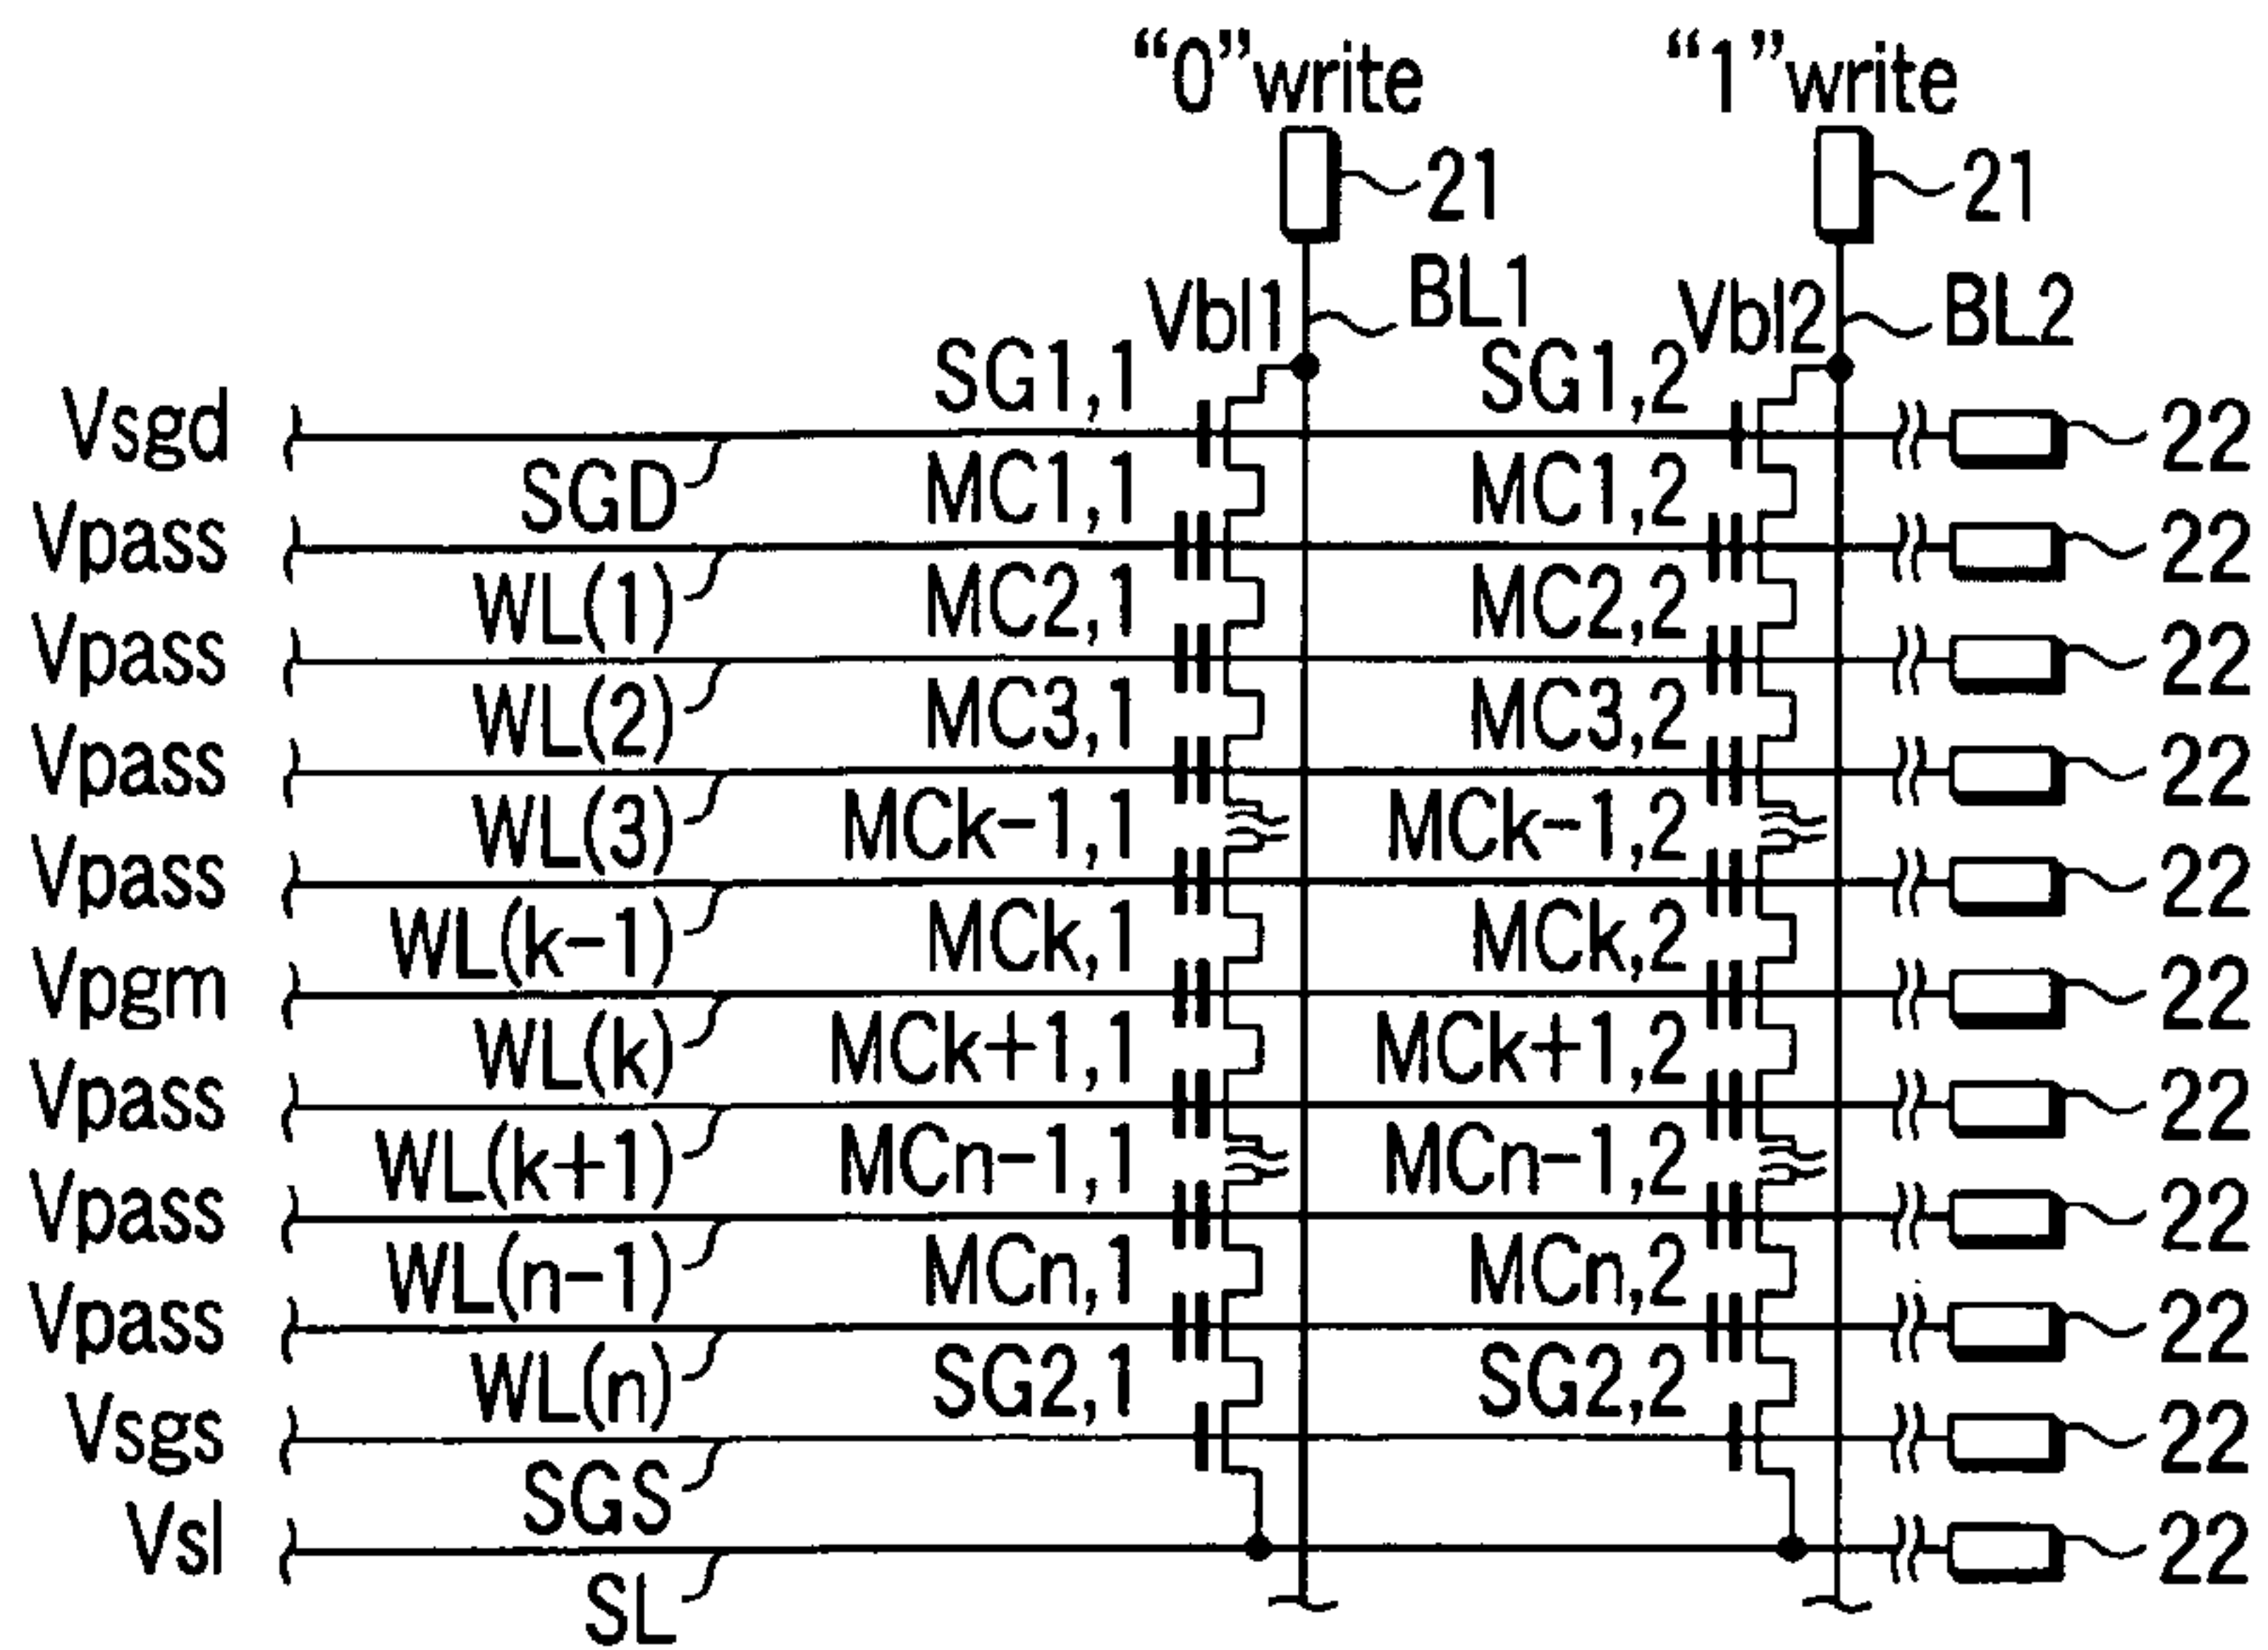 “0”write “1”write
21 21
Vbl1 BL1 Vbl2 BL2
SG1,1 SG1,2
Vsgd 22
SGD MC1,1 MC1,2
Vpass 22
WL(1) MC2,1 MC2,2
Vpass 22
WL(2) MC3,1 MC3,2
Vpass 22
WL(3) MCk-1,1 MCk-1,2
Vpass 22
WL(k-1) MCk,1 MCk,2
Vpgm 22
WL(k) MCk+1,1 MCk+1,2
Vpass 22
WL(k+1) MCn-1,1 MCn-1,2
Vpass 22
WL(n-1) MCn,1 MCn,2
Vpass 22
WL(n) SG2,1 SG2,2
Vsgs 22
SGS
Vsl 22
SL